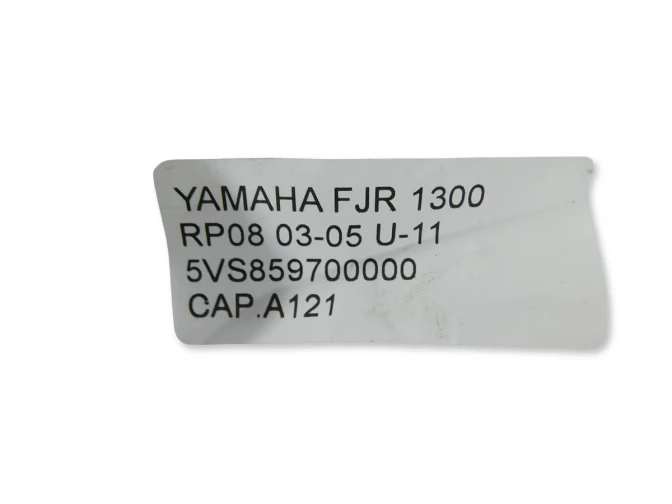 YAMAHA FJR 1300
RP08 03-05 U-11
5VS859700000
CAP.A121